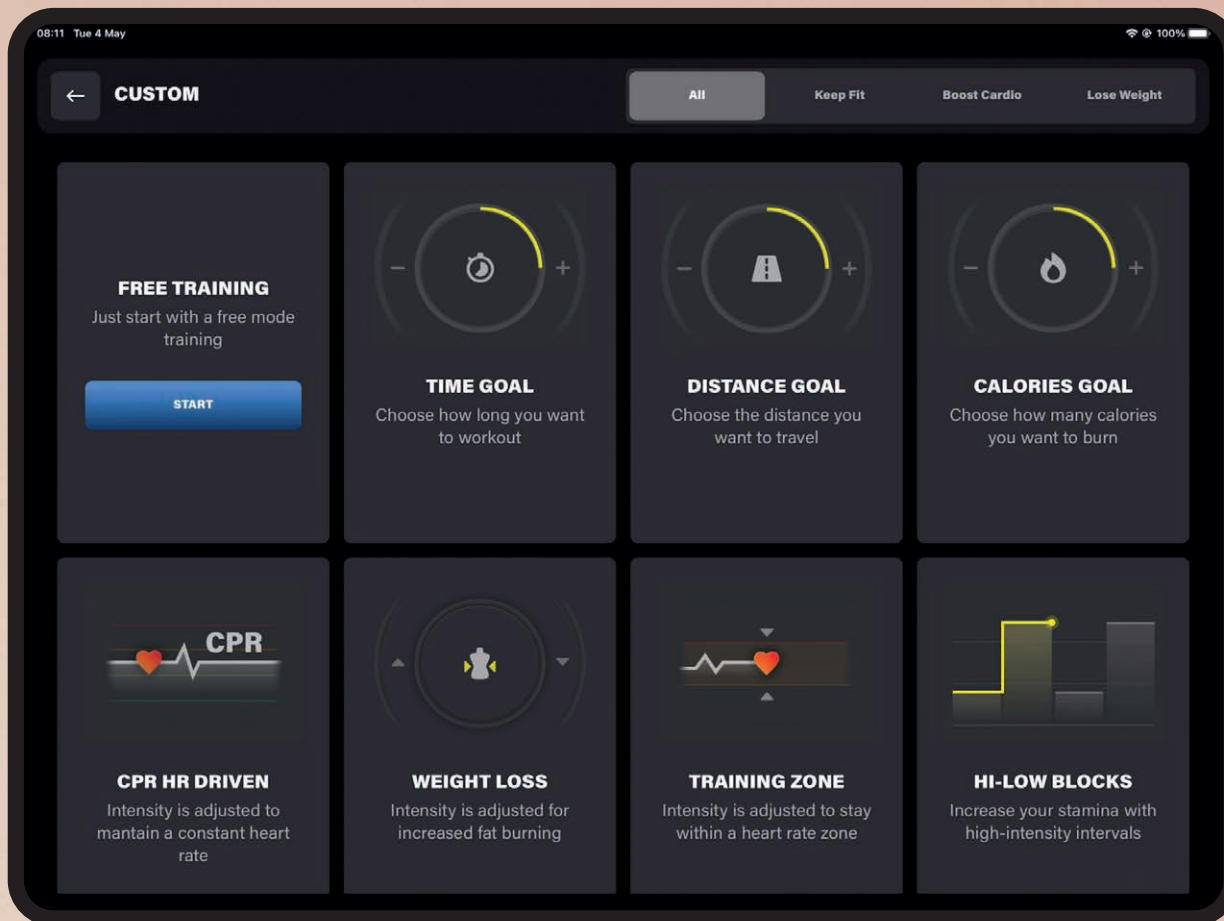 08:11 Tue 4 May
100%
CUSTOM
All
Keep Fit
Boost Cardio
Lose Weight
FREE TRAINING
Just start with a free mode
training
START
TIME GOAL
Choose how long you want
to workout
DISTANCE GOAL
Choose the distance you
want to travel
CALORIES GOAL
Choose how many calories
you want to burn
CPR
CPR HR DRIVEN
Intensity is adjusted to
mantain a constant heart
rate
WEIGHT LOSS
Intensity is adjusted for
increased fat burning
TRAINING ZONE
Intensity is adjusted to stay
within a heart rate zone
HI-LOW BLOCKS
Increase your stamina with
high-intensity intervals